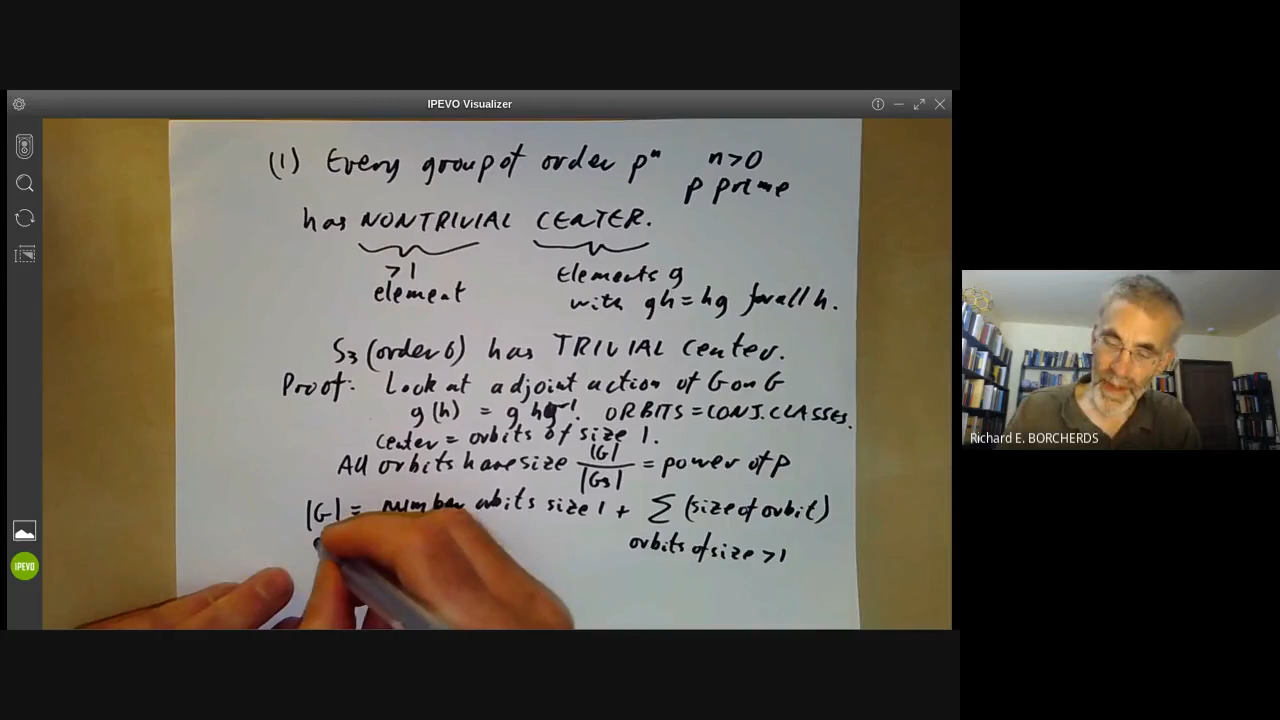 IPEVO Visualizer
(1) Every group of order pⁿ n>0
p prime
has NONTRIVIAL CENTER.
>1 element
Elements g
with gh = hg for all h.
S₃ (order 6) has TRIVIAL center.
Proof: Look at adjoint action of G on G
g(h) = g h g⁻¹. ORBITS = CONJ. CLASSES.
center = orbits of size 1.
All orbits have size |G|/|Gs| = power of p
|G| = number orbits size 1 + ∑ (size of orbit)
orbits of size >1
IPEVO
Richard E. BORCHERDS